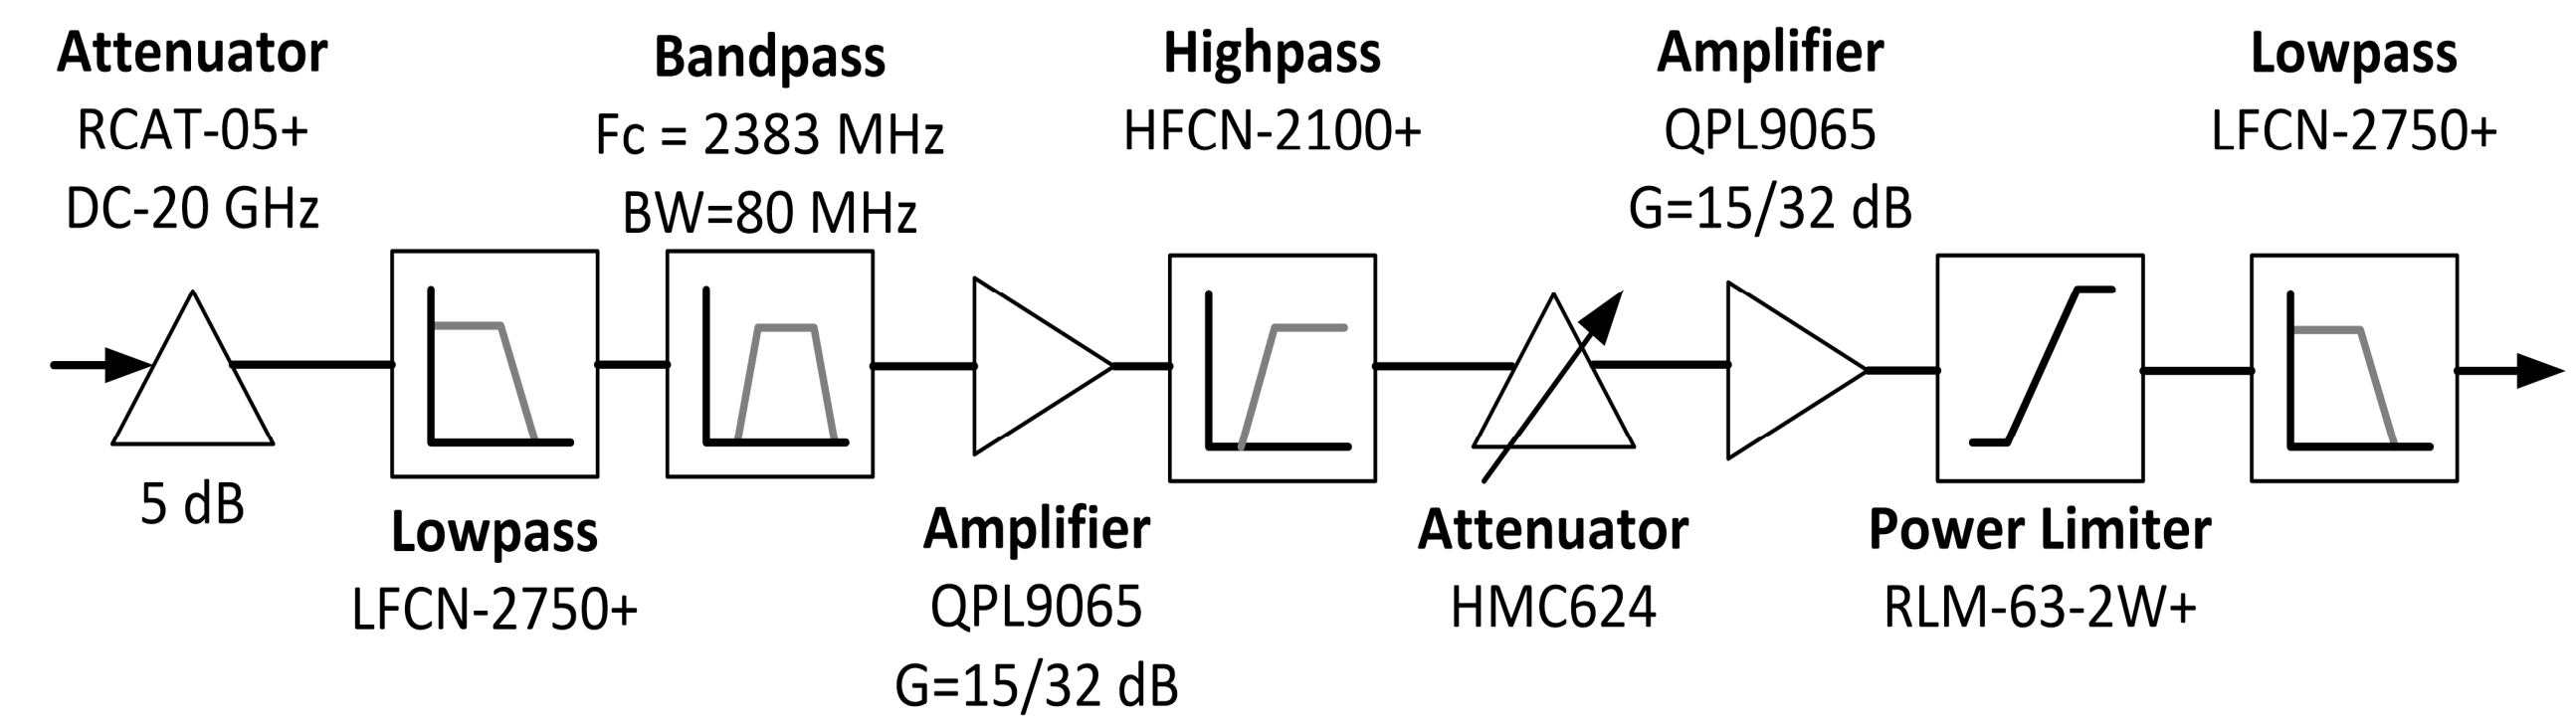 Attenuator
RCAT-05+
DC-20 GHz
5 dB
Lowpass
LFCN-2750+
Bandpass
Fc = 2383 MHz
BW=80 MHz
Amplifier
QPL9065
G=15/32 dB
Highpass
HFCN-2100+
Attenuator
HMC624
Amplifier
QPL9065
G=15/32 dB
Power Limiter
RLM-63-2W+
Lowpass
LFCN-2750+